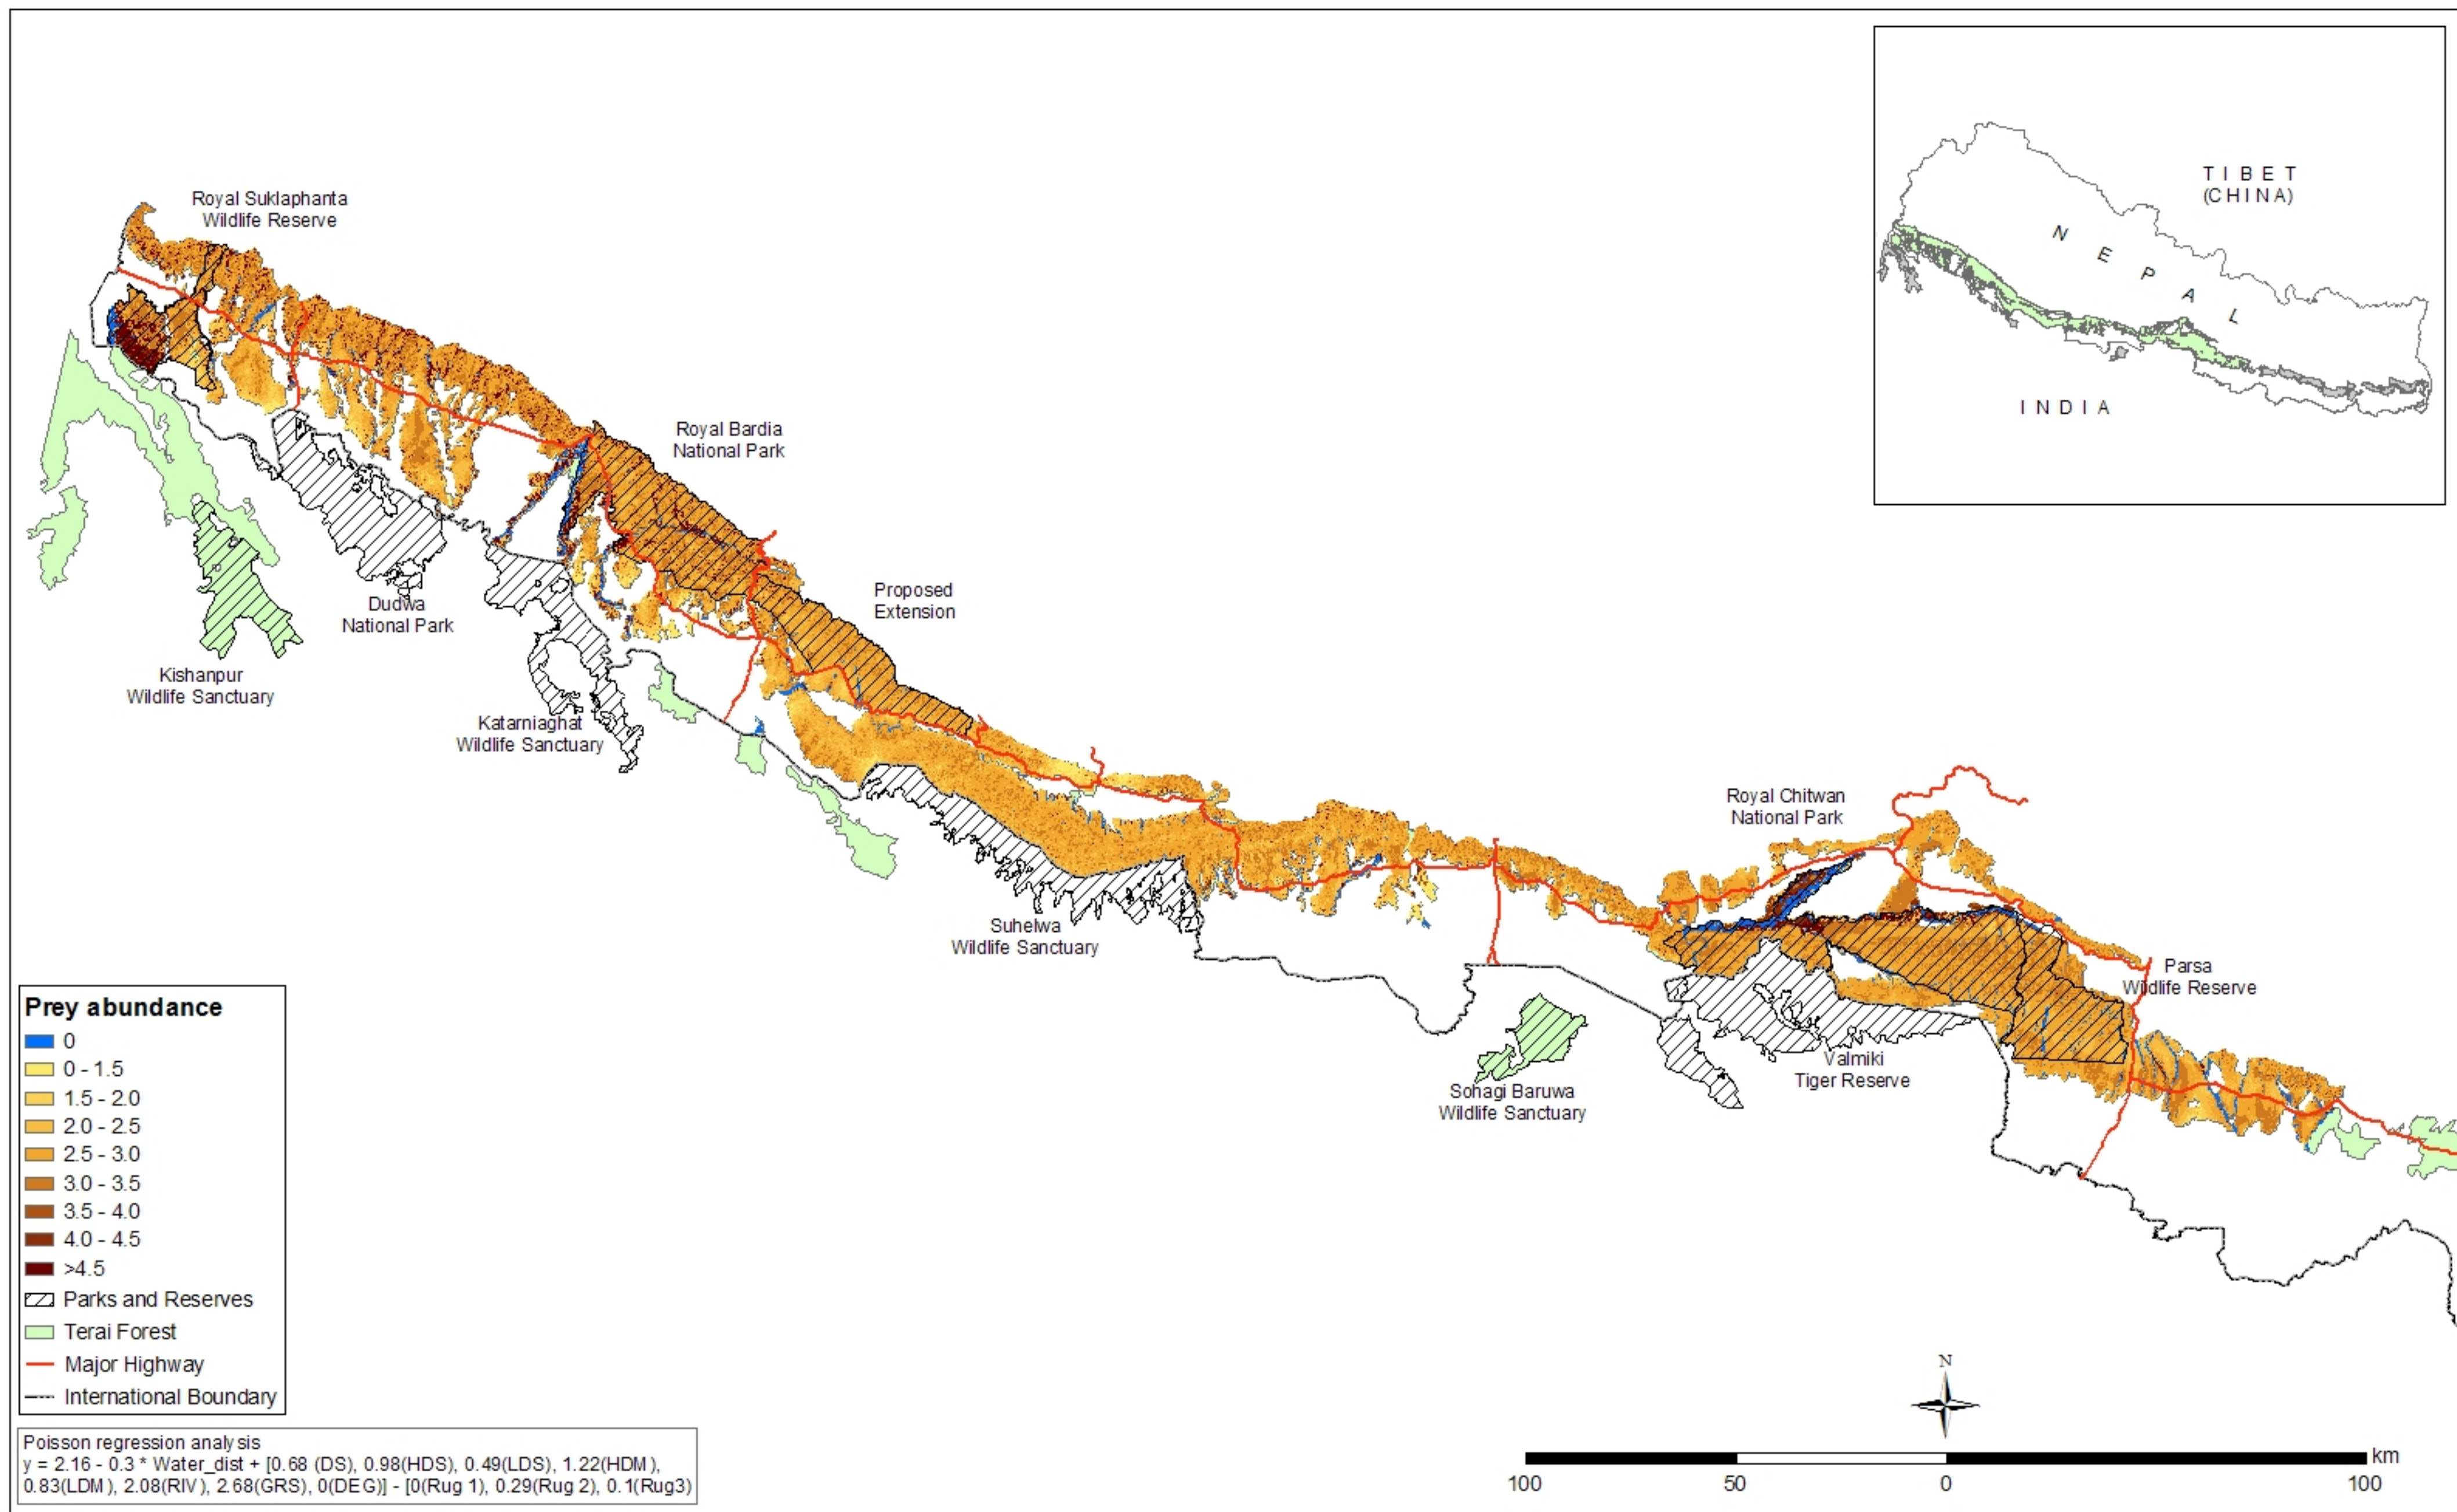 TIBET
(CHINA)
NEPAL
INDIA
Royal Suklaphanta
Wildlife Reserve
Royal Bardia
National Park
Proposed
Extension
Dudwa
National Park
Kishanpur
Wildlife Sanctuary
Katarniaghat
Wildlife Sanctuary
Royal Chitwan
National Park
Suhelwa
Wildlife Sanctuary
Parsa
Wildlife Reserve
Valmiki
Tiger Reserve
Sohagi Baruwa
Wildlife Sanctuary
Prey abundance
0
0 - 1.5
1.5 - 2.0
2.0 - 2.5
2.5 - 3.0
3.0 - 3.5
3.5 - 4.0
4.0 - 4.5
>4.5
Parks and Reserves
Terai Forest
Major Highway
International Boundary
Poisson regression analysis
y = 2.16 - 0.3 * Water_dist + [0.68 (DS), 0.98(HDS), 0.49(LDS), 1.22(HDM),
0.83(LDM), 2.08(RIV), 2.68(GRS), 0(DEG)] - [0(Rug 1), 0.29(Rug 2), 0.1(Rug3)
N
km
100 50 0 100